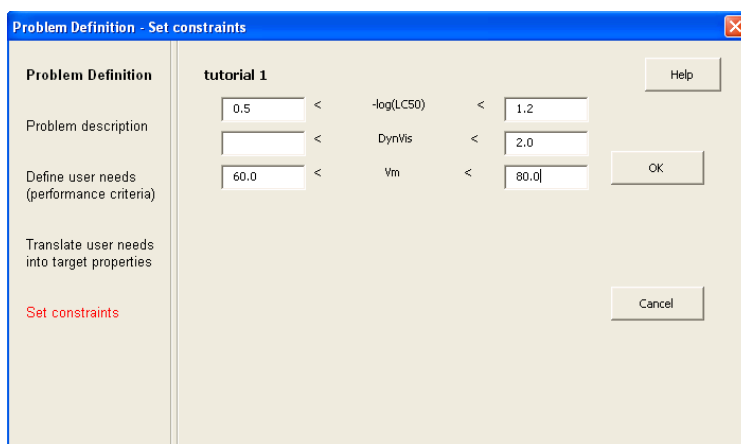 Problem Definition - Set constraints
Problem Definition
Problem description
Define user needs
(performance criteria)
Translate user needs
into target properties
Set constraints
tutorial 1
Help
0.5 < -log(LC50) < 1.2
< DynVis < 2.0
60.0 < Vm < 80.0
OK
Cancel